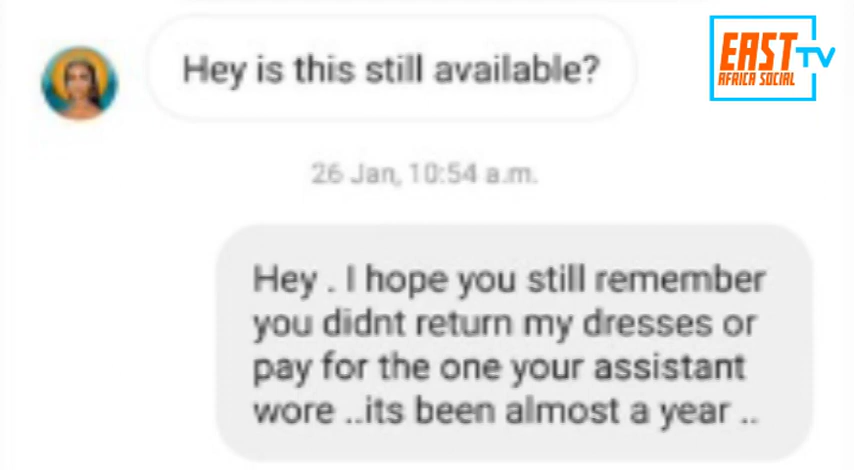 Hey is this still available?
EAST TV
AFRICA SOCIAL
26 Jan, 10:54 a.m.
Hey . I hope you still remember
you didnt return my dresses or
pay for the one your assistant
wore ..its been almost a year ..